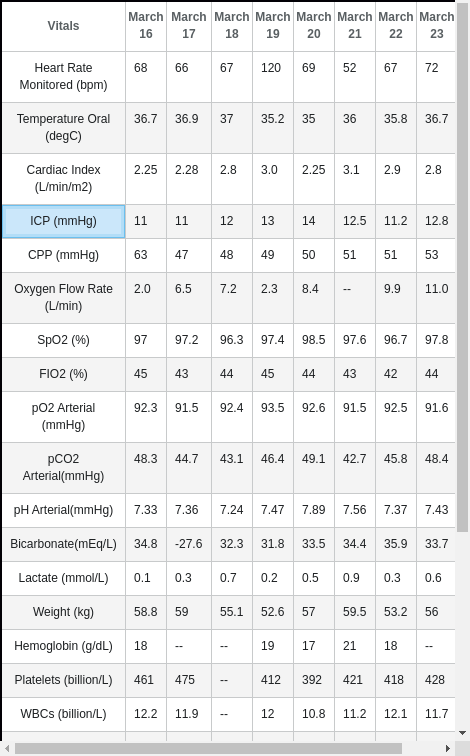 Vitals March 16 March 17 March 18 March 19 March 20 March 21 March 22 March 23
Heart Rate Monitored (bpm) 68 66 67 120 69 52 67 72
Temperature Oral (degC) 36.7 36.9 37 35.2 35 36 35.8 36.7
Cardiac Index (L/min/m2) 2.25 2.28 2.8 3.0 2.25 3.1 2.9 2.8
ICP (mmHg) 11 11 12 13 14 12.5 11.2 12.8
CPP (mmHg) 63 47 48 49 50 51 51 53
Oxygen Flow Rate (L/min) 2.0 6.5 7.2 2.3 8.4 -- 9.9 11.0
SpO2 (%) 97 97.2 96.3 97.4 98.5 97.6 96.7 97.8
FIO2 (%) 45 43 44 45 44 43 42 44
pO2 Arterial (mmHg) 92.3 91.5 92.4 93.5 92.6 91.5 92.5 91.6
pCO2 Arterial(mmHg) 48.3 44.7 43.1 46.4 49.1 42.7 45.8 48.4
pH Arterial(mmHg) 7.33 7.36 7.24 7.47 7.89 7.56 7.37 7.43
Bicarbonate(mEq/L) 34.8 -27.6 32.3 31.8 33.5 34.4 35.9 33.7
Lactate (mmol/L) 0.1 0.3 0.7 0.2 0.5 0.9 0.3 0.6
Weight (kg) 58.8 59 55.1 52.6 57 59.5 53.2 56
Hemoglobin (g/dL) 18 -- -- 19 17 21 18 --
Platelets (billion/L) 461 475 -- 412 392 421 418 428
WBCs (billion/L) 12.2 11.9 -- 12 10.8 11.2 12.1 11.7